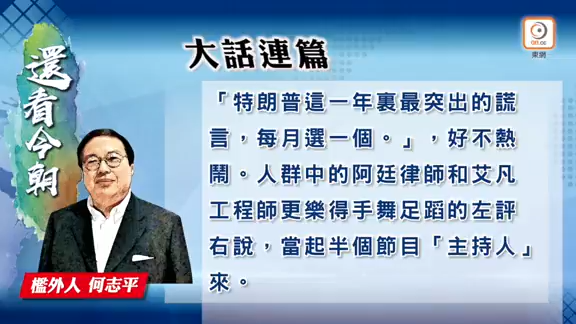 大話連篇
on.cc
東網
還看今朝
「特朗普這一年裏最突出的謊
言，每月選一個。」，好不熱
鬧。人群中的阿廷律師和艾凡
工程師更樂得手舞足蹈的左評
右說，當起半個節目「主持人」
來。
檻外人 何志平